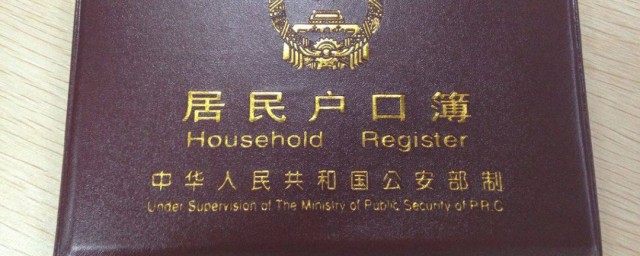 居民户口簿
Household Register
中华人民共和国公安部制
Under Supervision of The Ministry of Public Security of P.R.C